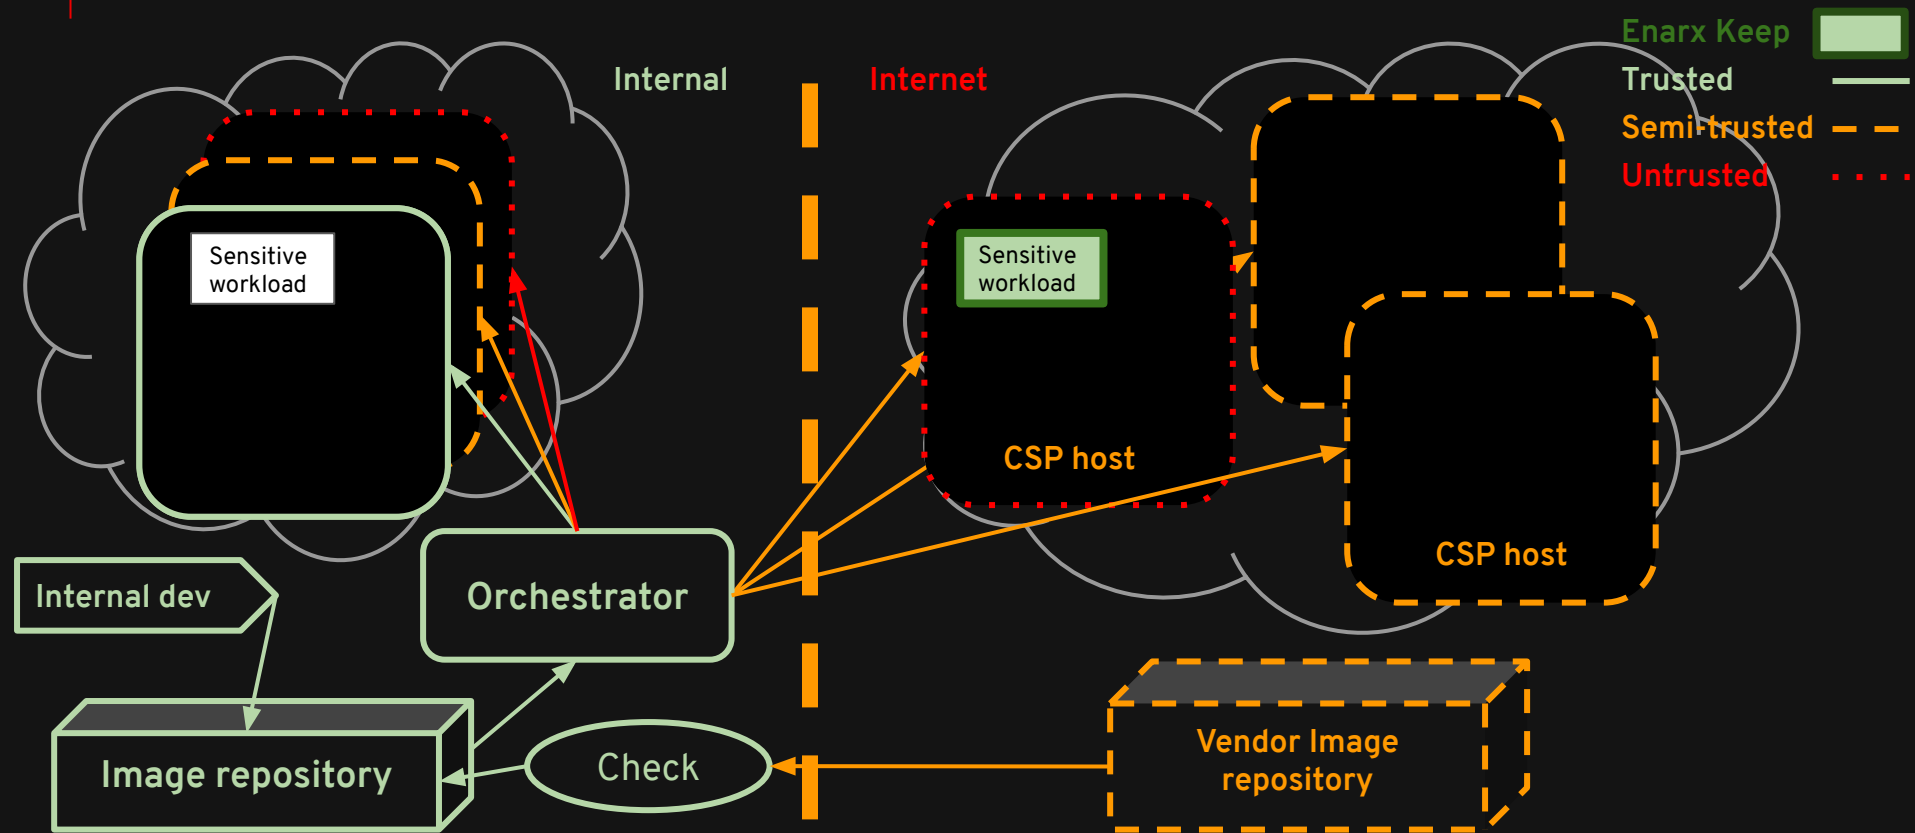 Enarx Keep
Internal
Internet
Trusted
Semi-trusted
Untrusted
Sensitive
workload
Sensitive
workload
CSP host
CSP host
Internal dev
Orchestrator
Image repository
Check
Vendor Image
repository